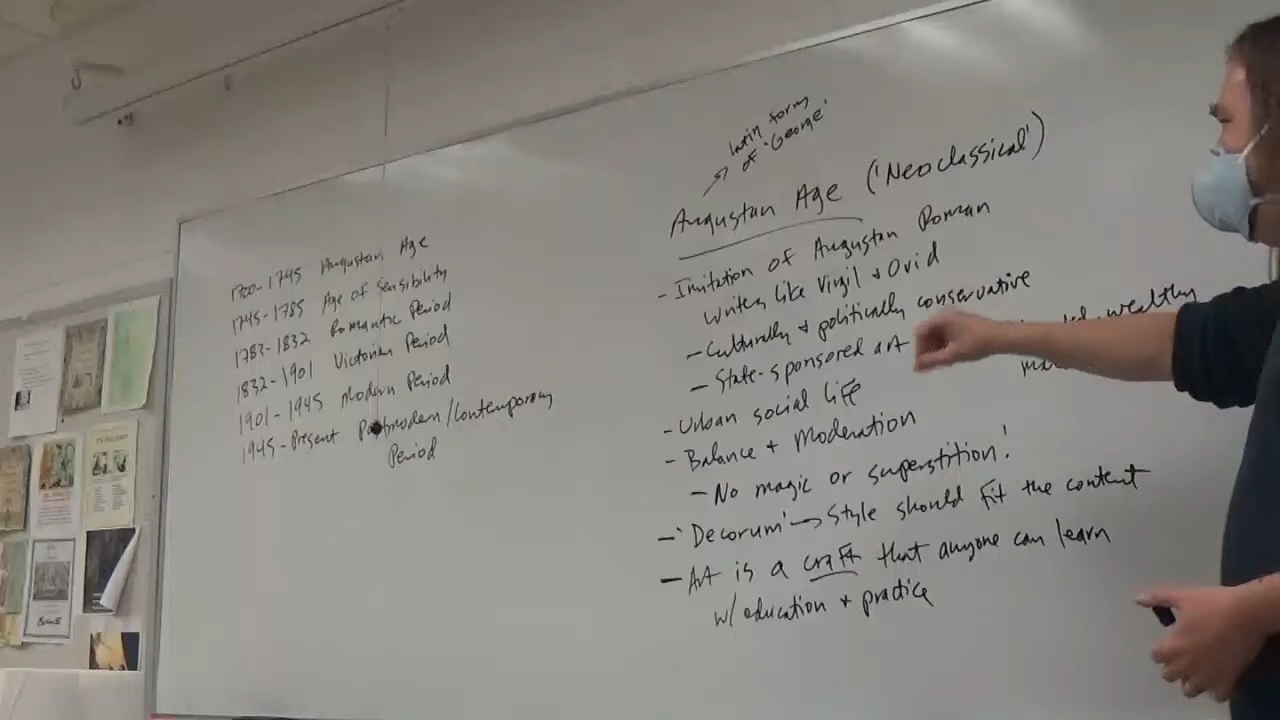 1700-1745 Augustan Age
1745-1785 Age of Sensibility
1783-1832 Romantic Period
1832-1901 Victorian Period
1901-1945 Modern Period
1945-Present Postmodern/Contemporary
Period
Latin form
of 'George'
Augustan Age ('Neoclassical')
- Imitation of Augustan Roman
writers like Virgil + Ovid
- Culturally + politically conservative
- State-sponsored art
wealthy
- Urban social life
- Balance + Moderation
- No magic or superstition!
- 'Decorum' → Style should fit the content
- Art is a craft that anyone can learn
w/ education + practice